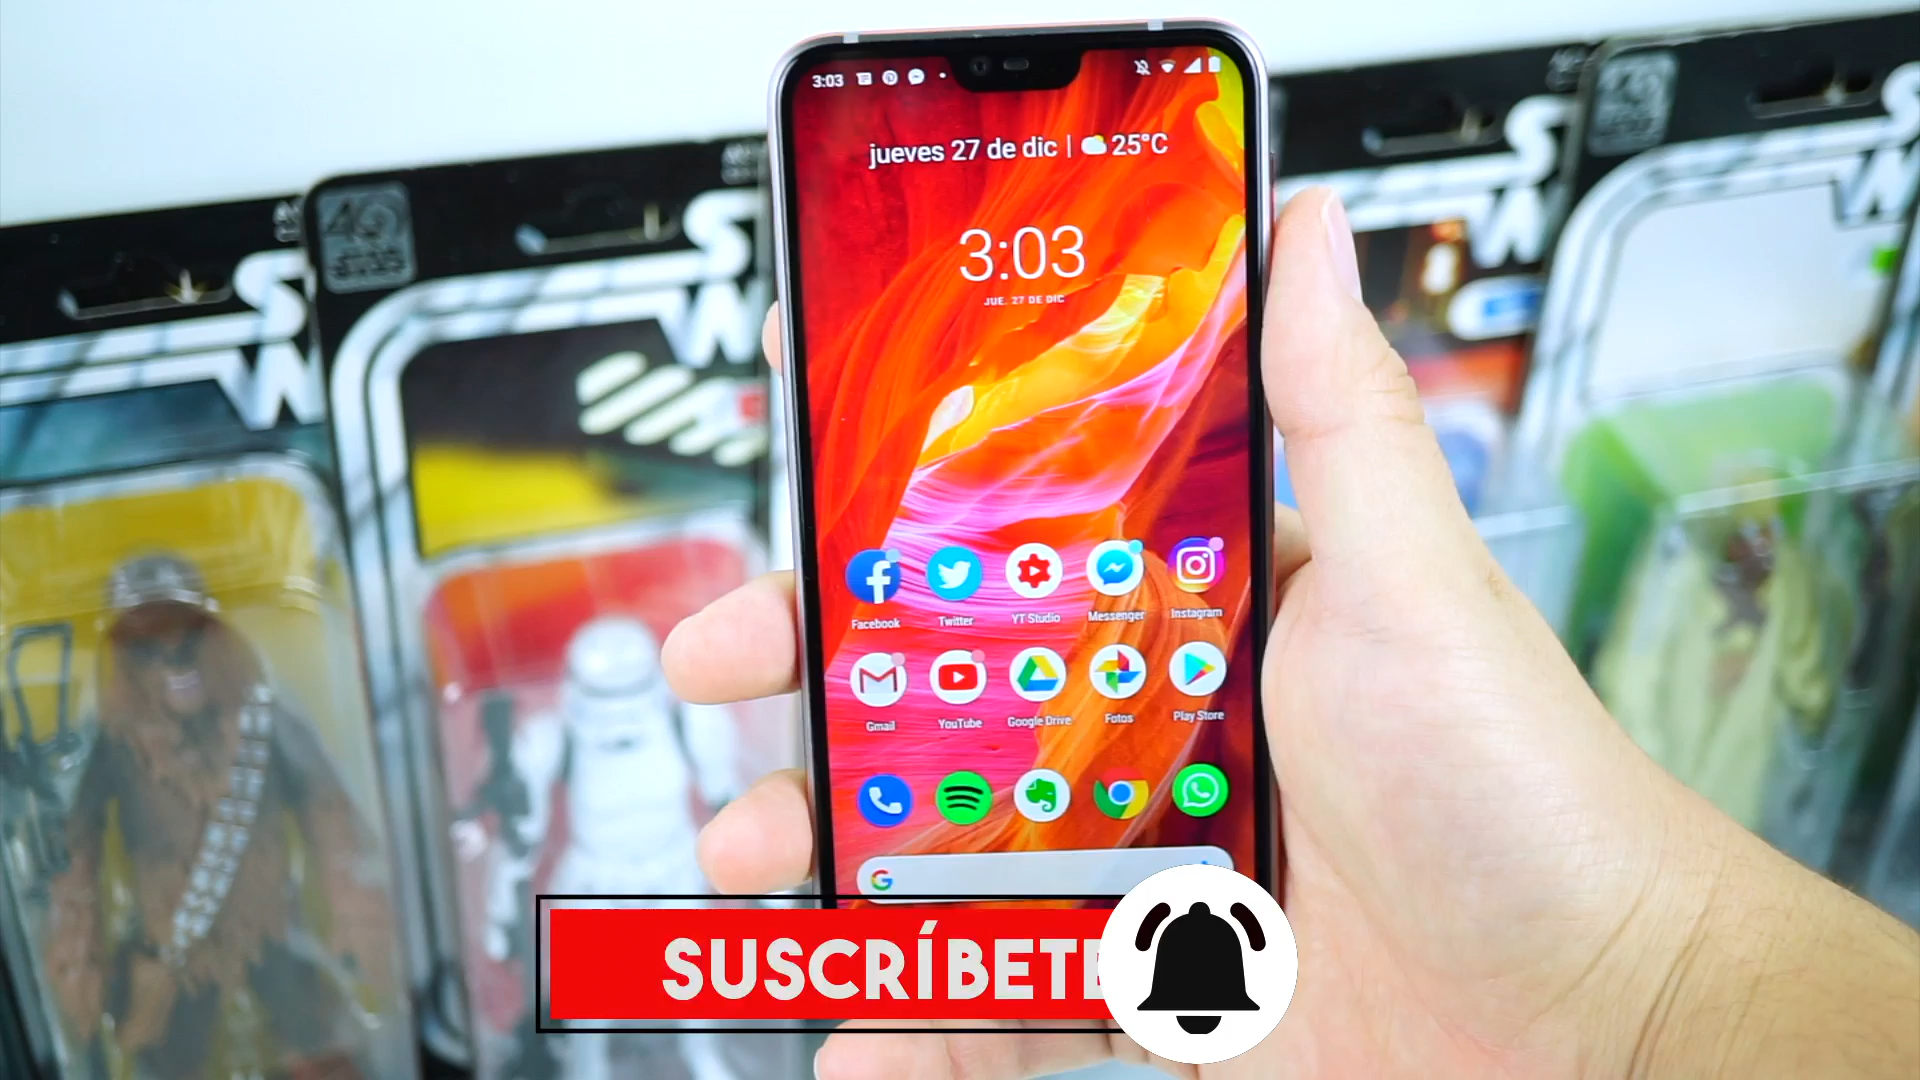 3:03
jueves 27 de dic | 25°C
3:03
JUE. 27 DE DIC
Facebook Twitter YT Studio Messenger Instagram
Gmail YouTube Google Drive Fotos Play Store
SUSCRÍBETE